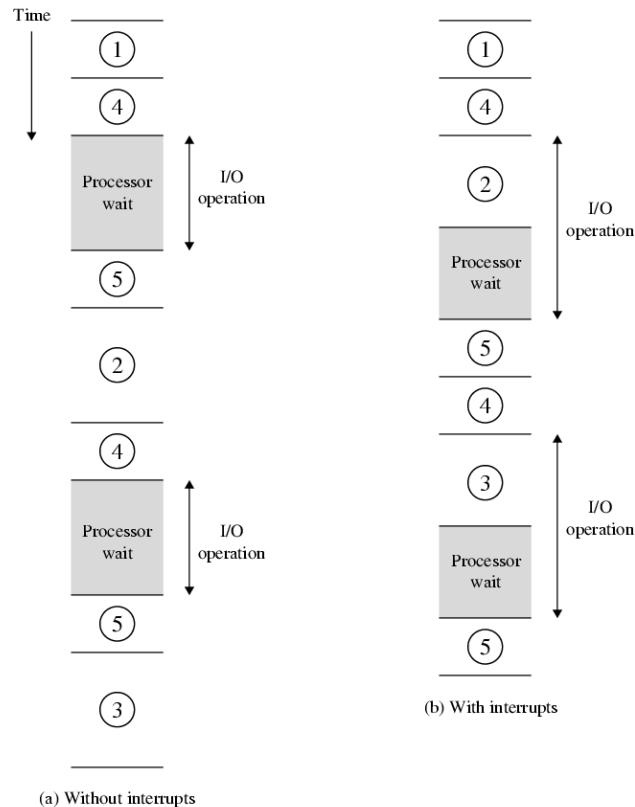 Time
1
4
Processor
wait
I/O
operation
5
2
4
Processor
wait
I/O
operation
5
3
(a) Without interrupts
1
4
2
I/O
operation
Processor
wait
5
4
3
I/O
operation
Processor
wait
5
(b) With interrupts